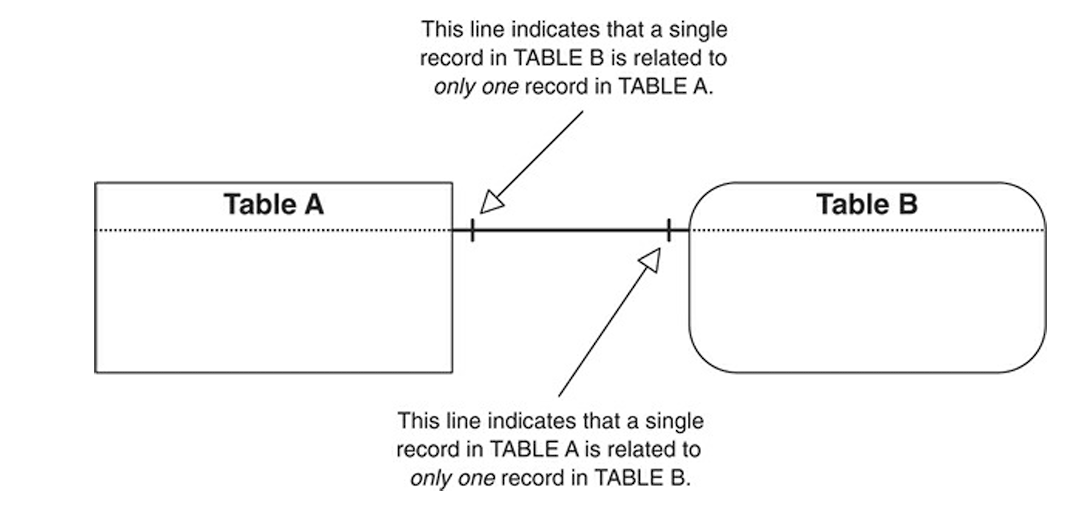 This line indicates that a single
record in TABLE B is related to
only one record in TABLE A.
Table A
Table B
This line indicates that a single
record in TABLE A is related to
only one record in TABLE B.